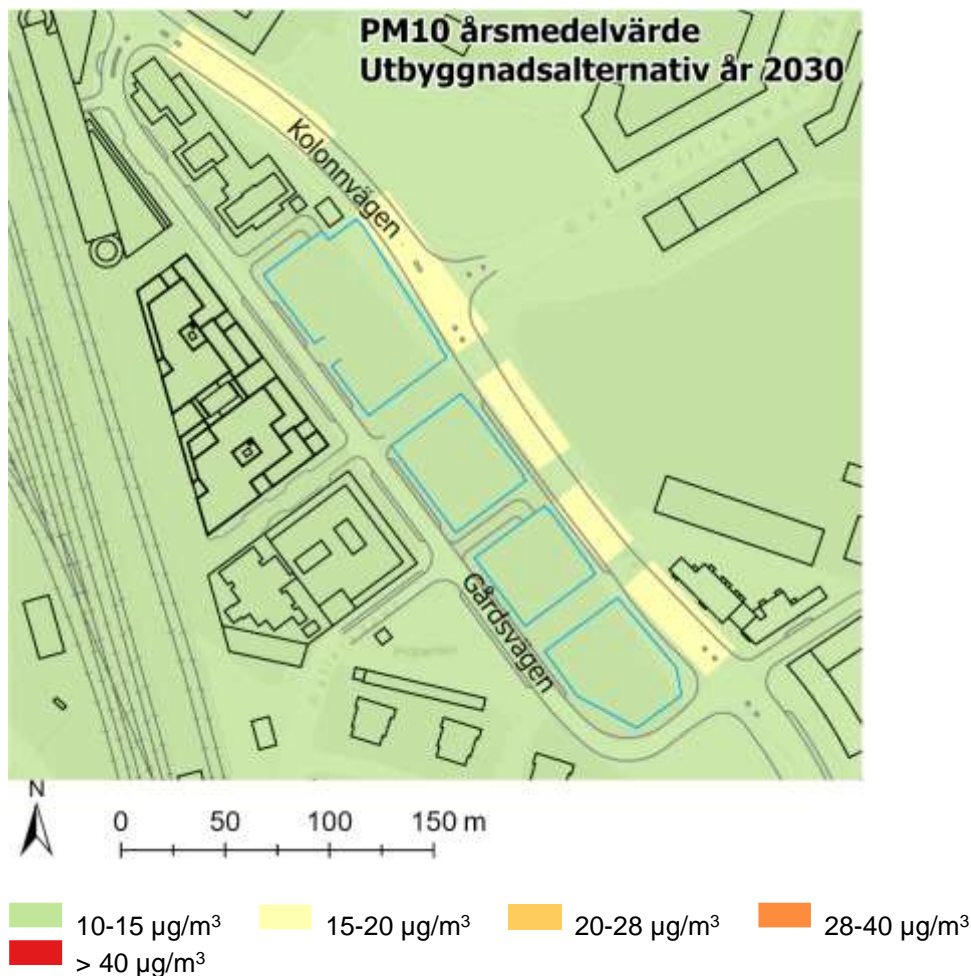 PM10 årsmedelvärde
Utbyggnadsalternativ år 2030
Kolonnvägen
Gårdsvägen
N
0 50 100 150 m
10-15 µg/m³ 15-20 µg/m³ 20-28 µg/m³ 28-40 µg/m³
> 40 µg/m³